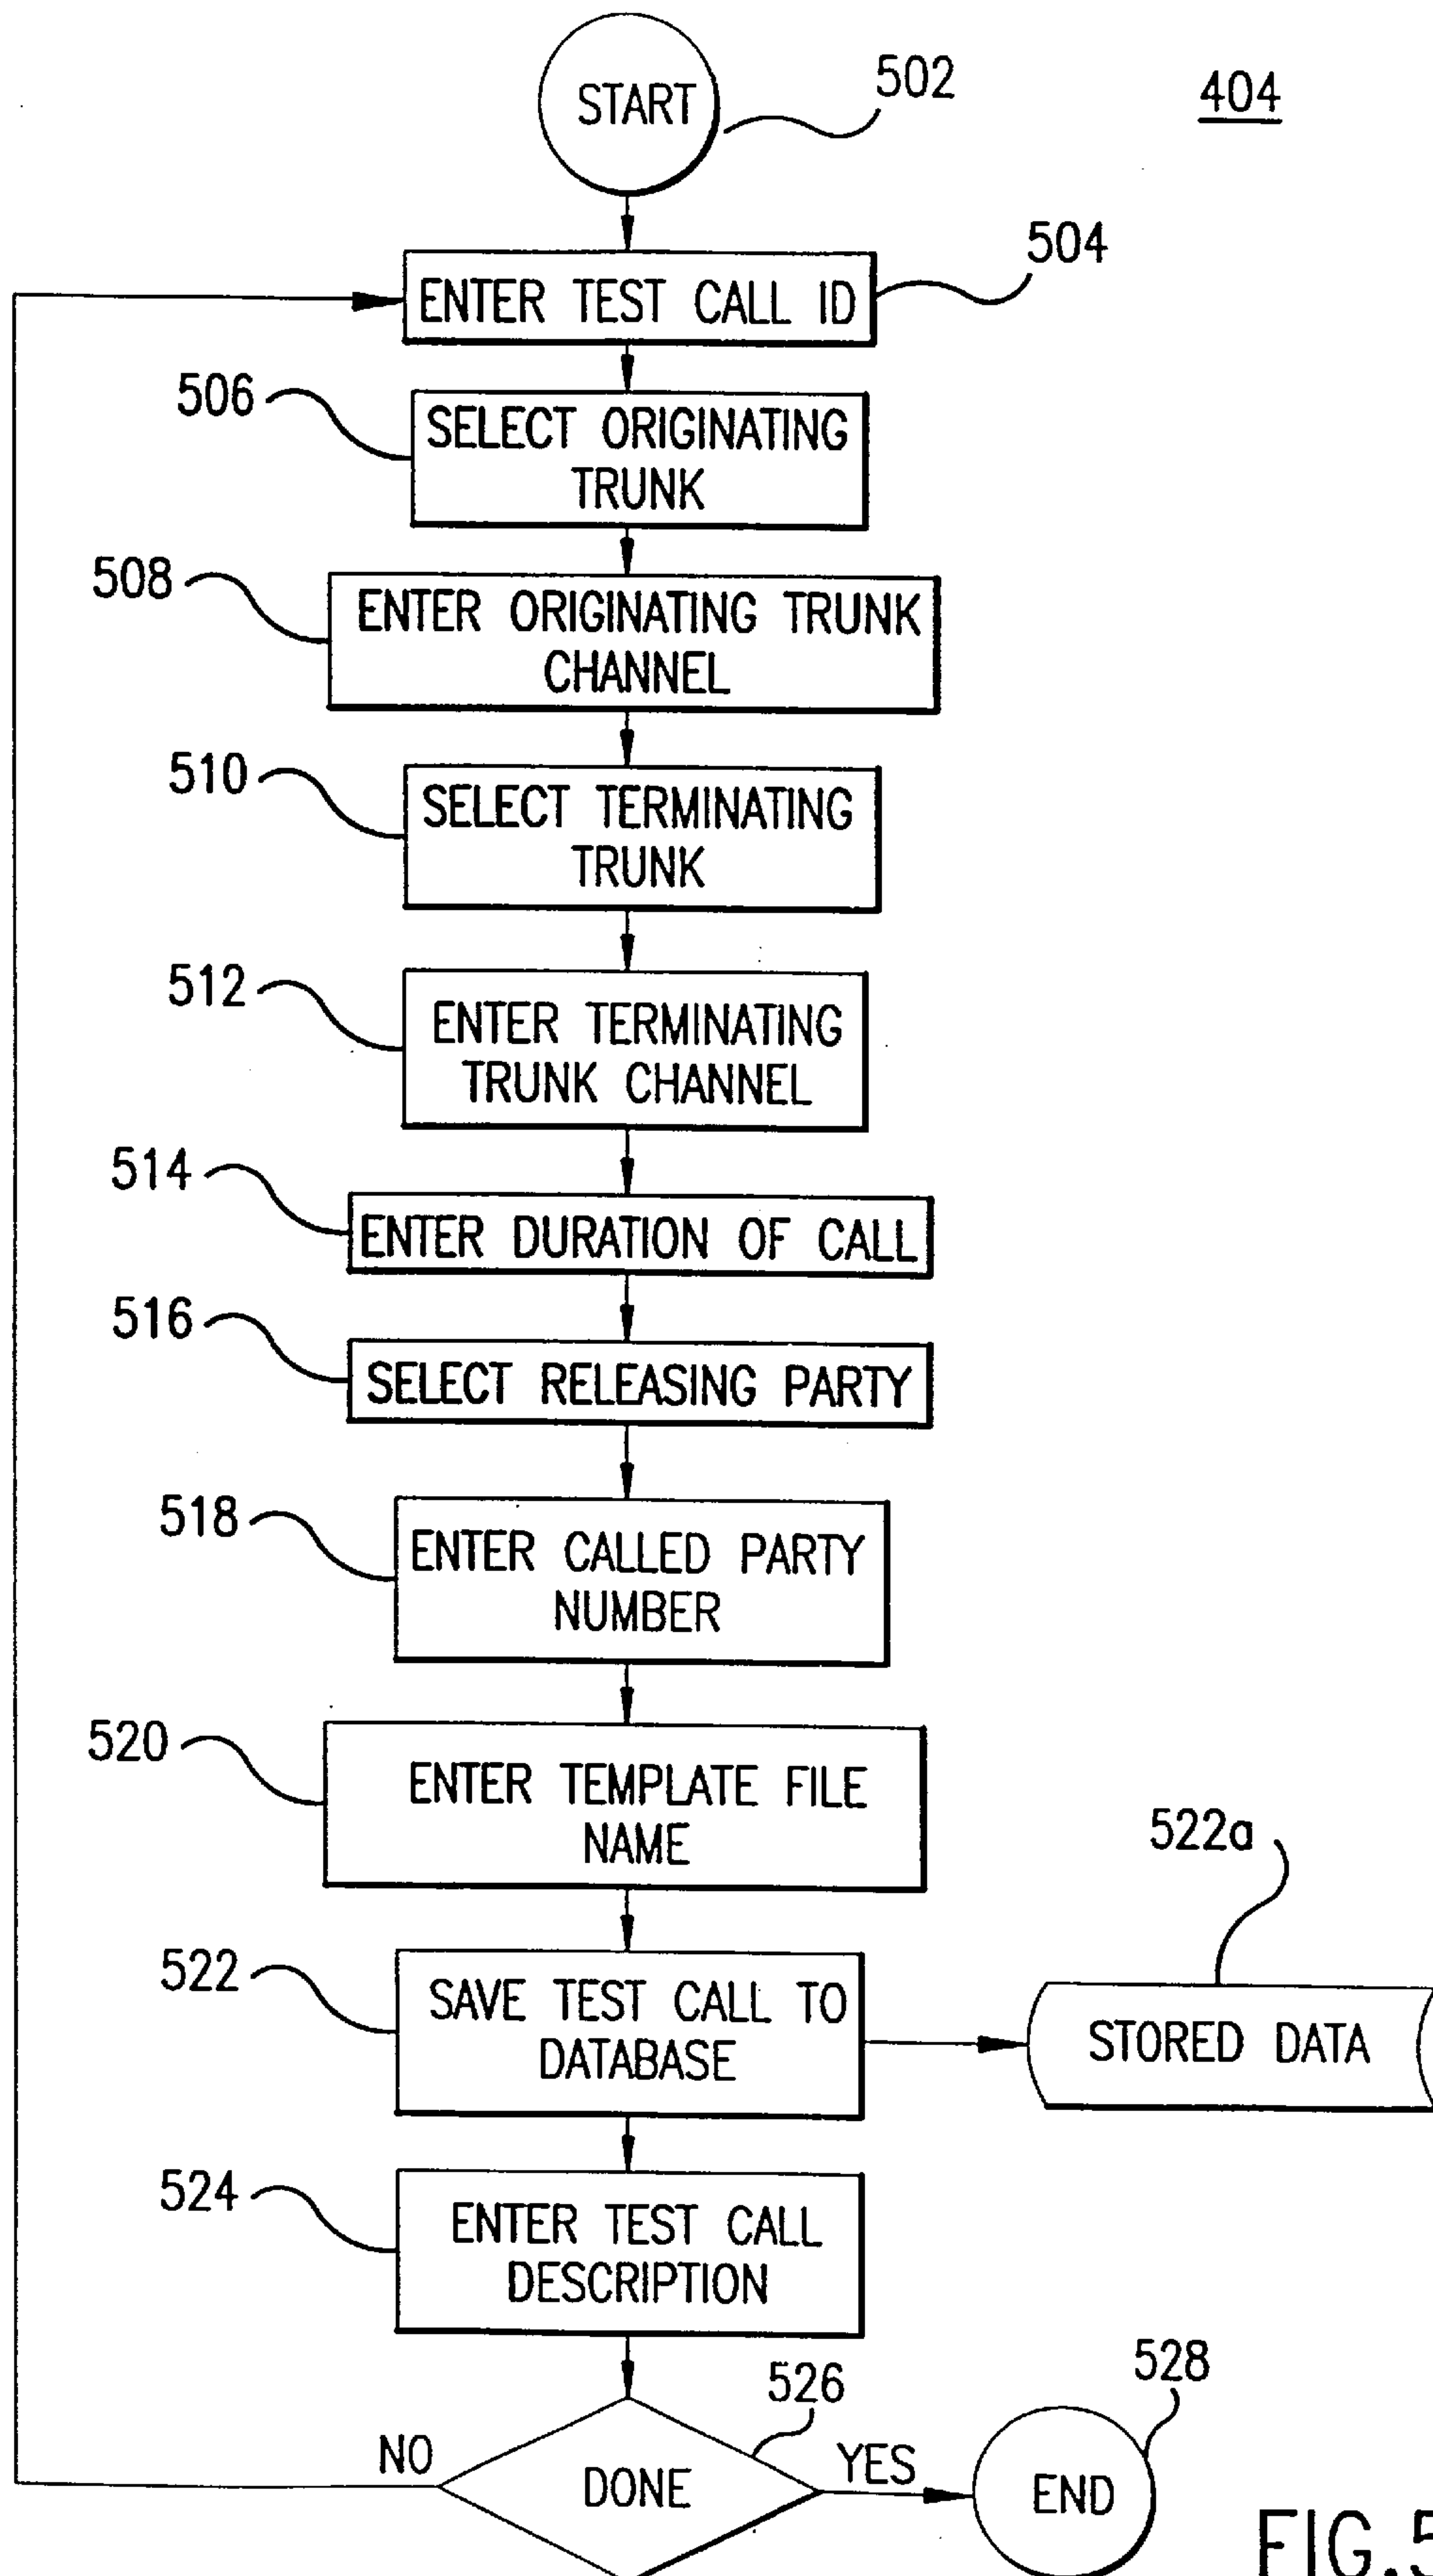 START
502
404
ENTER TEST CALL ID
504
506
SELECT ORIGINATING
TRUNK
508
ENTER ORIGINATING TRUNK
CHANNEL
510
SELECT TERMINATING
TRUNK
512
ENTER TERMINATING
TRUNK CHANNEL
514
ENTER DURATION OF CALL
516
SELECT RELEASING PARTY
518
ENTER CALLED PARTY
NUMBER
520
ENTER TEMPLATE FILE
NAME
522
SAVE TEST CALL TO
DATABASE
522a
STORED DATA
524
ENTER TEST CALL
DESCRIPTION
526
528
NO
DONE
YES
END
FIG.5